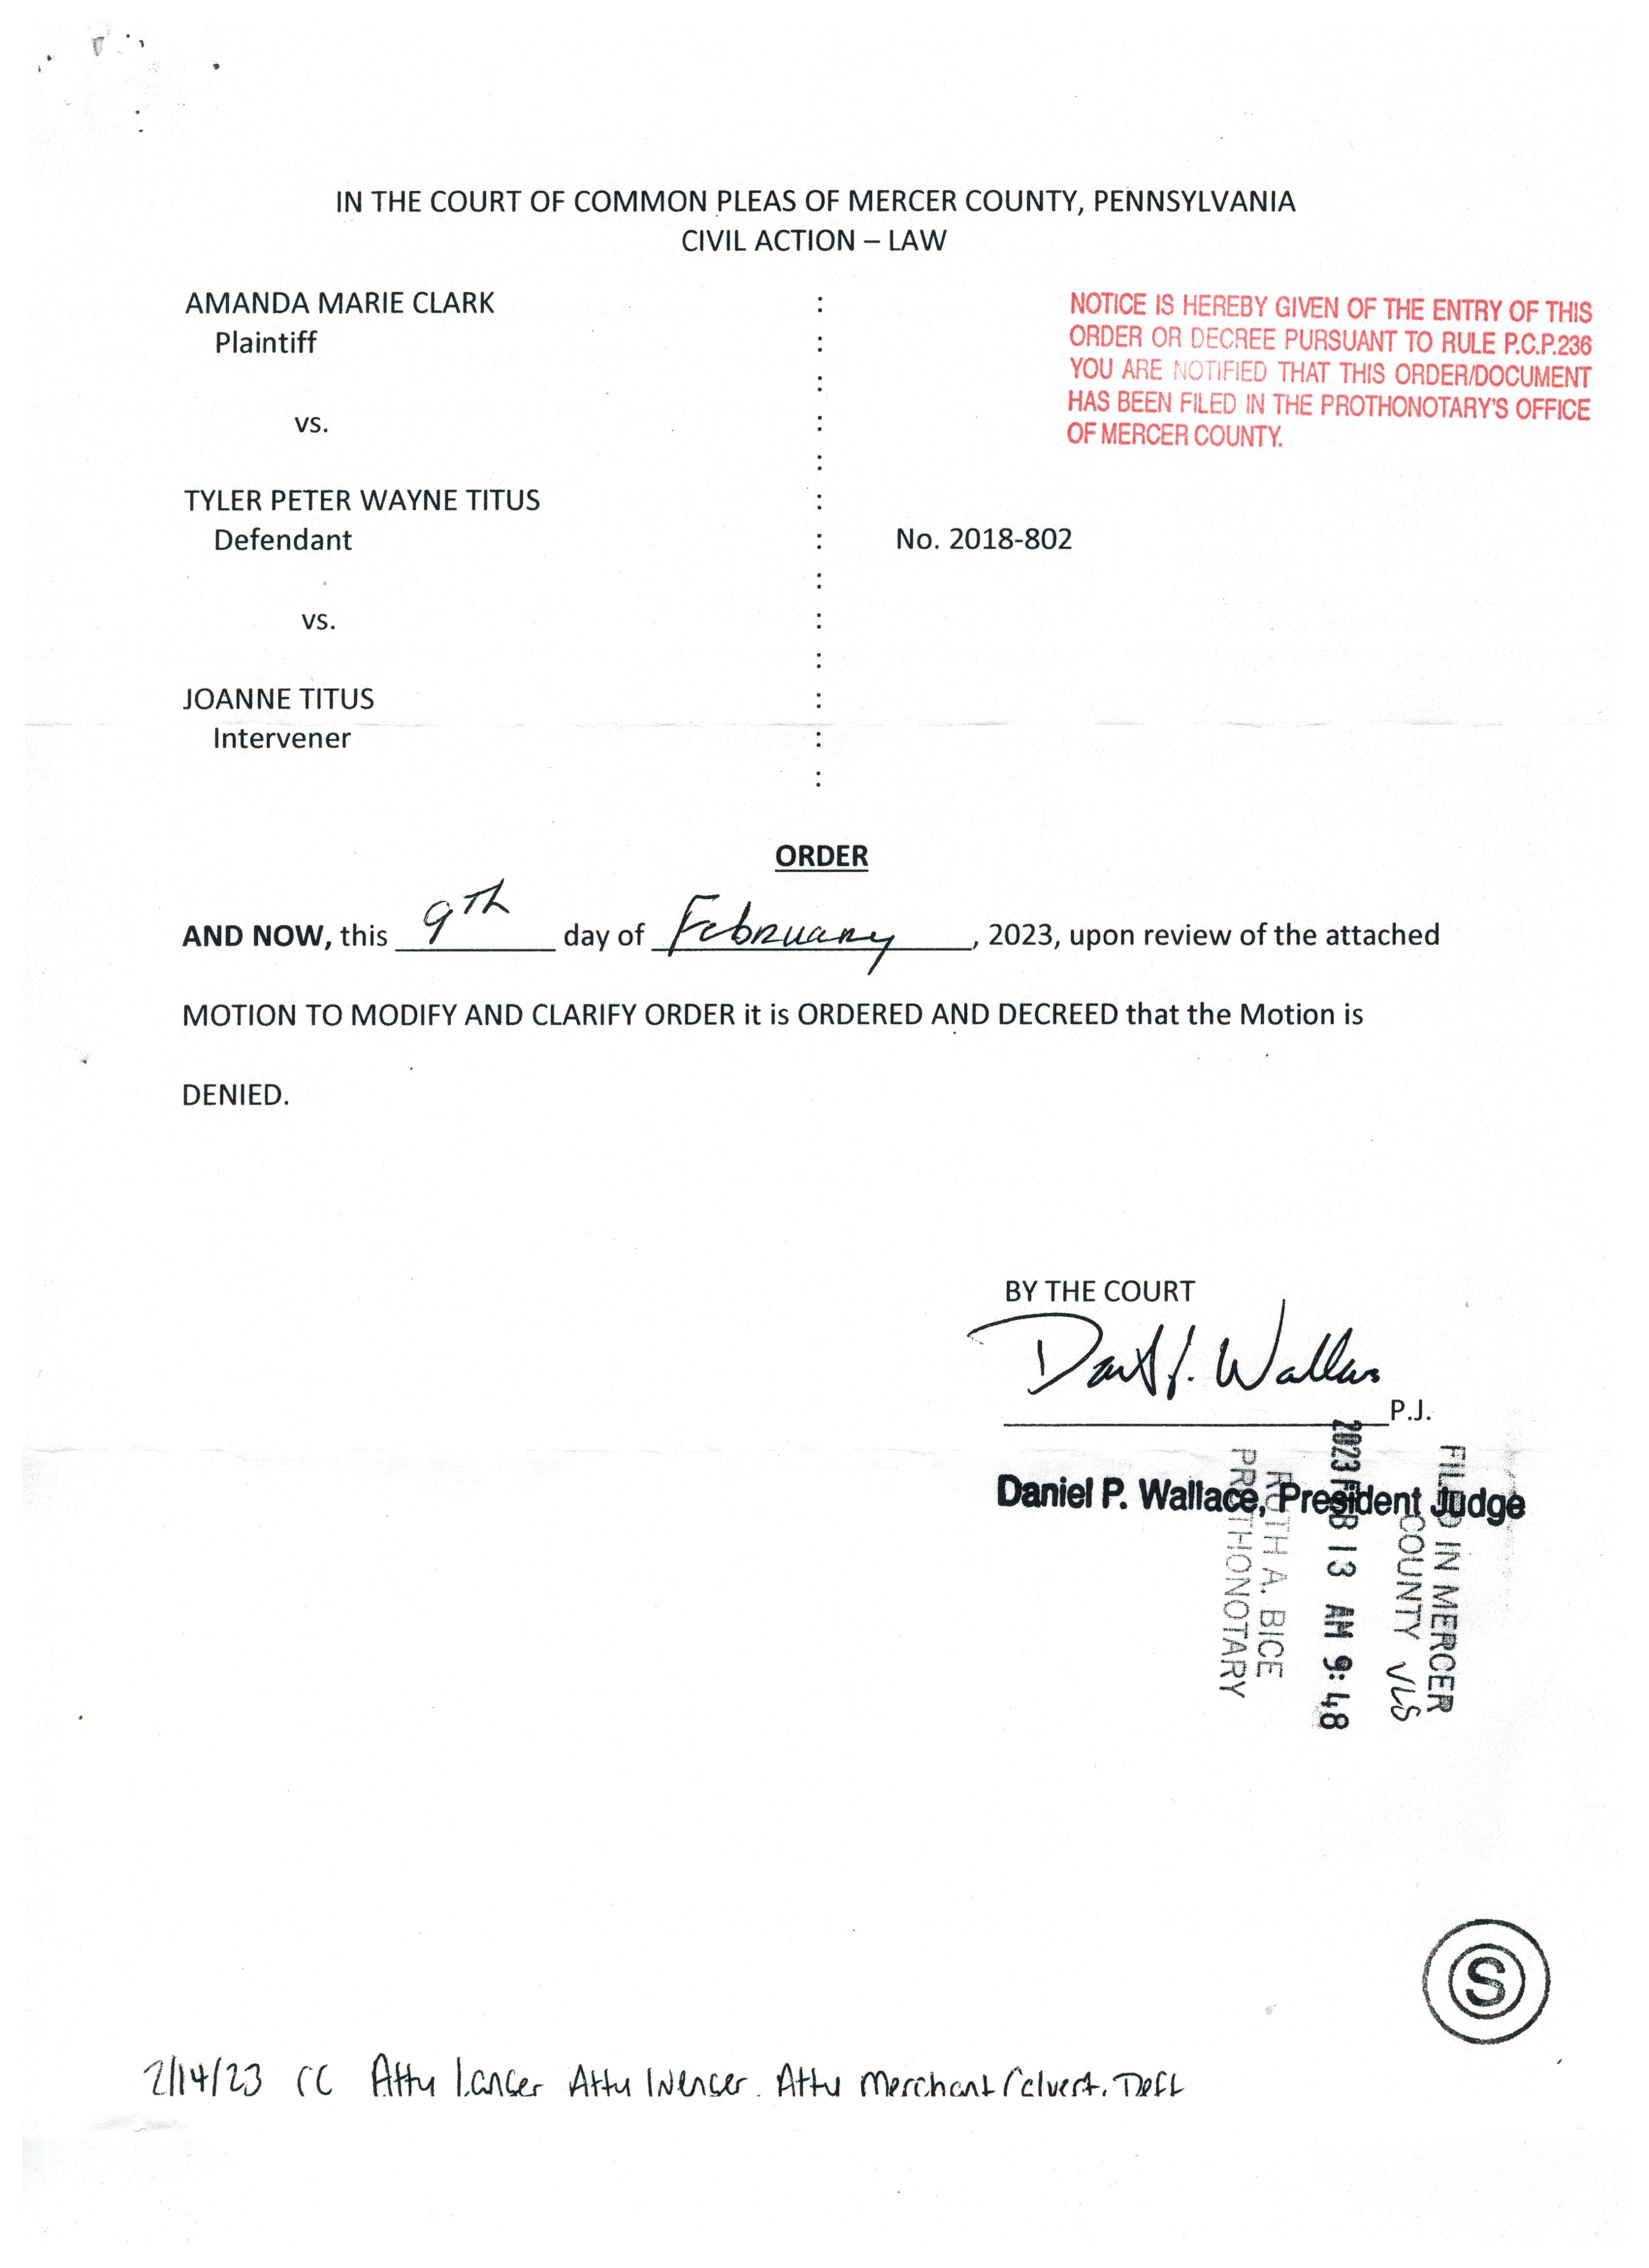 IN THE COURT OF COMMON PLEAS OF MERCER COUNTY, PENNSYLVANIA
CIVIL ACTION – LAW
AMANDA MARIE CLARK :
Plaintiff :
:
vs. :
:
TYLER PETER WAYNE TITUS :
Defendant : No. 2018-802
:
vs. :
:
JOANNE TITUS :
Intervener :
:
NOTICE IS HEREBY GIVEN OF THE ENTRY OF THIS
ORDER OR DECREE PURSUANT TO RULE P.C.P.236
YOU ARE NOTIFIED THAT THIS ORDER/DOCUMENT
HAS BEEN FILED IN THE PROTHONOTARY'S OFFICE
OF MERCER COUNTY.
ORDER
AND NOW, this 9th day of February, 2023, upon review of the attached
MOTION TO MODIFY AND CLARIFY ORDER it is ORDERED AND DECREED that the Motion is
DENIED.
BY THE COURT
P.J.
Daniel P. Wallace, President Judge
FILED IN MERCER
COUNTY VLS
2023 FEB 13 AM 9:48
RUTH A. BICE
PROTHONOTARY
S
2/14/23 CC Atty Atty Atty Merchant Calvert. Deft